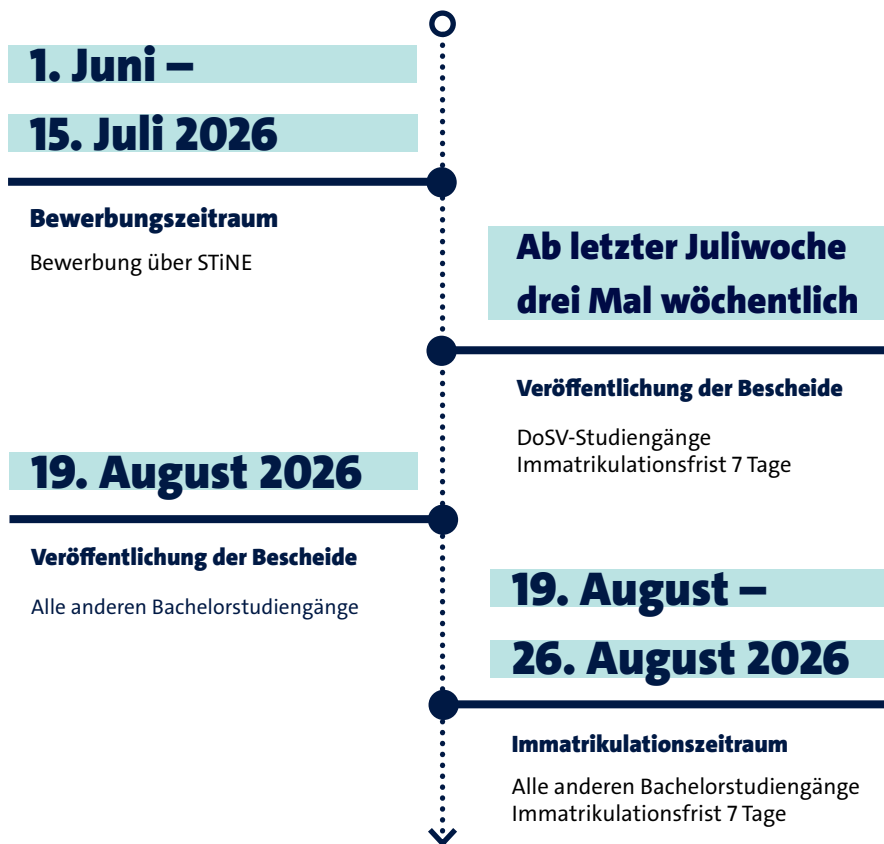 1. Juni –
15. Juli 2026
Bewerbungszeitraum
Bewerbung über STiNE
Ab letzter Juliwoche
drei Mal wöchentlich
Veröffentlichung der Bescheide
DoSV-Studiengänge
Immatrikulationsfrist 7 Tage
19. August 2026
Veröffentlichung der Bescheide
Alle anderen Bachelorstudiengänge
19. August –
26. August 2026
Immatrikulationszeitraum
Alle anderen Bachelorstudiengänge
Immatrikulationsfrist 7 Tage